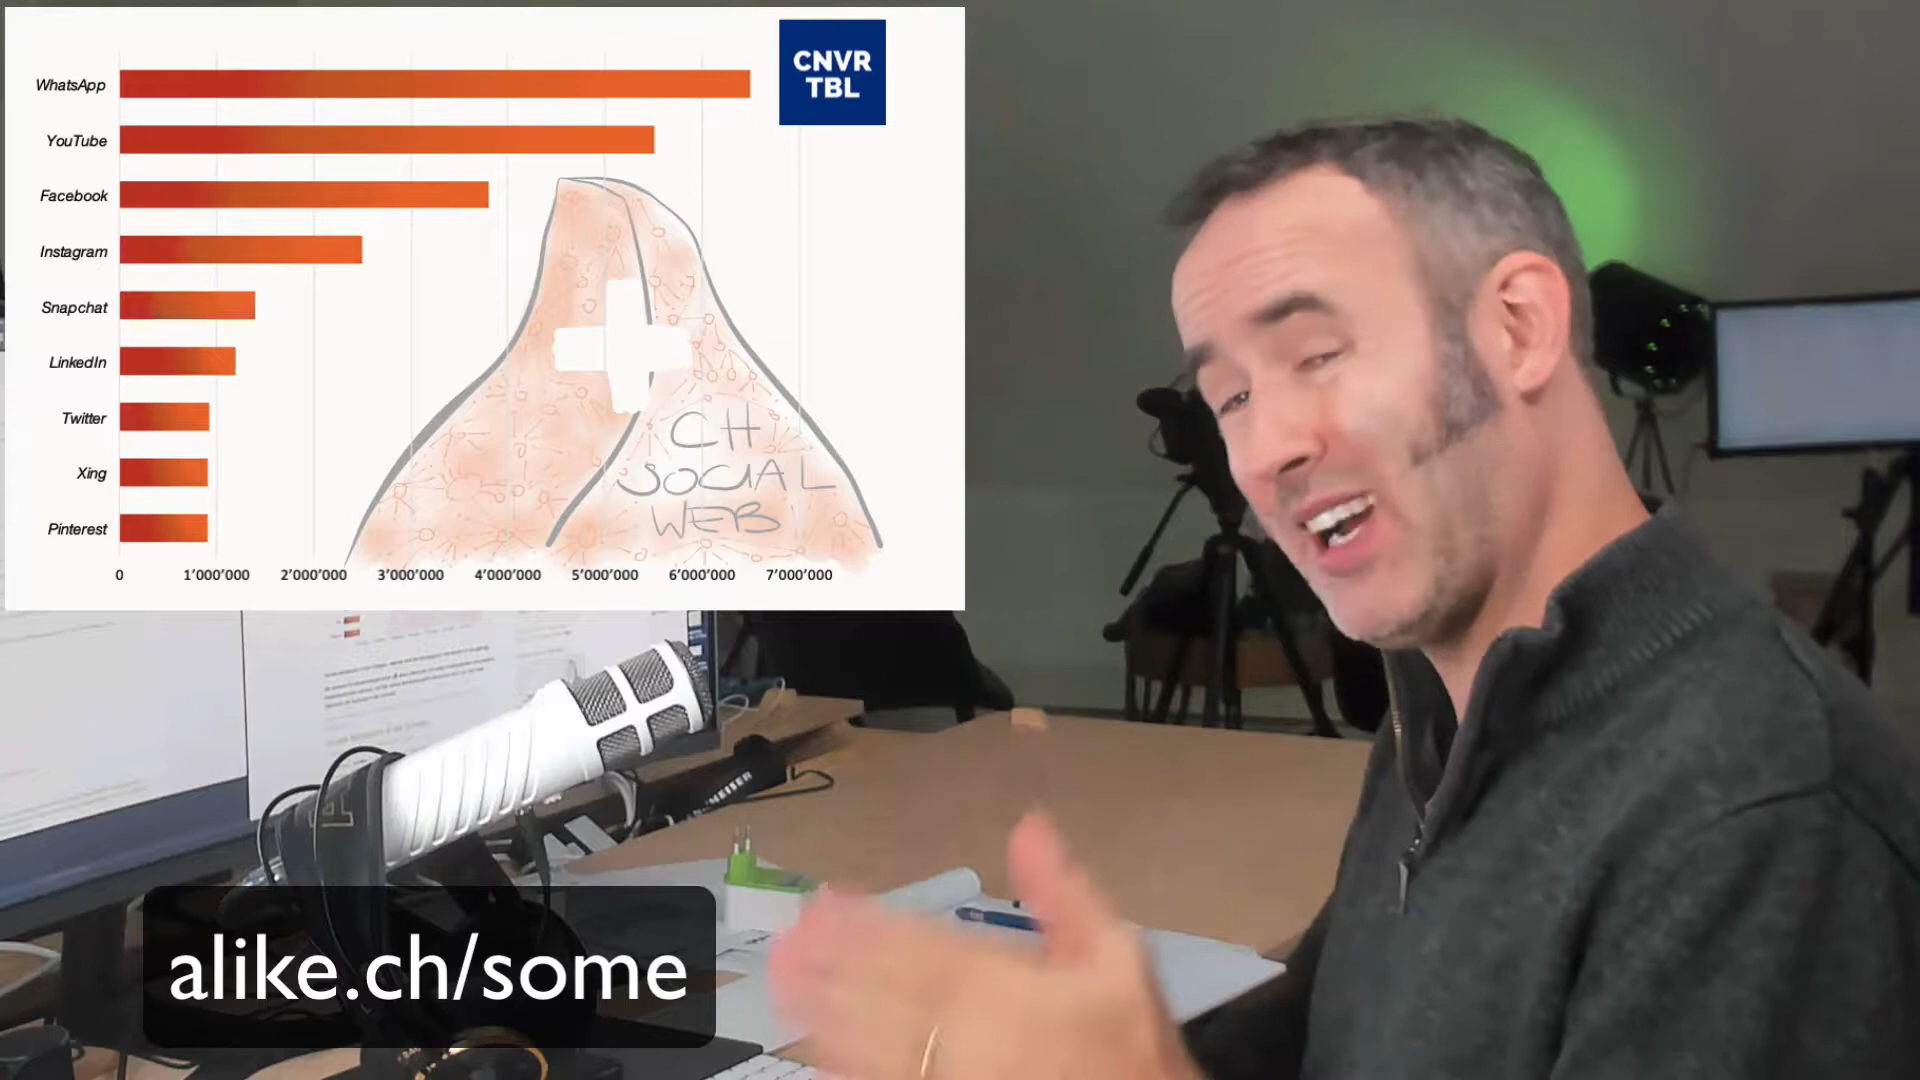 CNVR
TBL
WhatsApp
YouTube
Facebook
Instagram
Snapchat
LinkedIn
Twitter
Xing
Pinterest
CH
SOCIAL
WEB
0 1’000’000 2’000’000 3’000’000 4’000’000 5’000’000 6’000’000 7’000’000
alike.ch/some